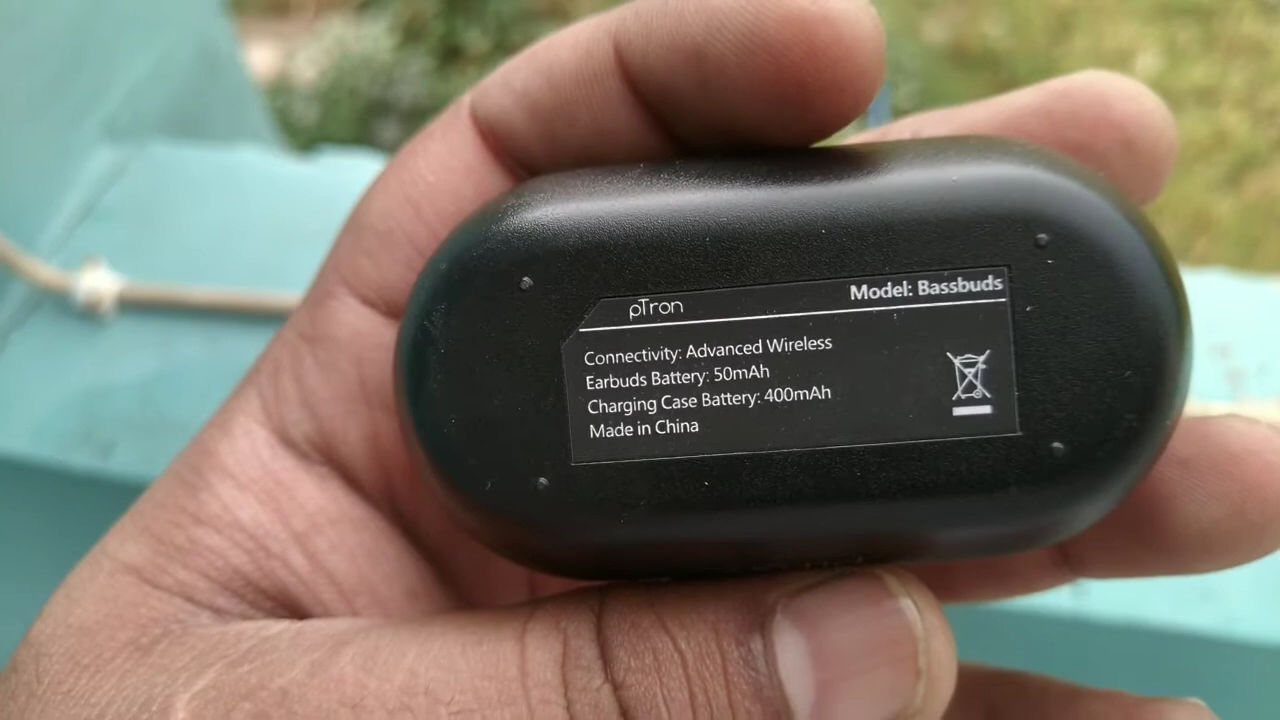 pTron
Model: Bassbuds
Connectivity: Advanced Wireless
Earbuds Battery: 50mAh
Charging Case Battery: 400mAh
Made in China